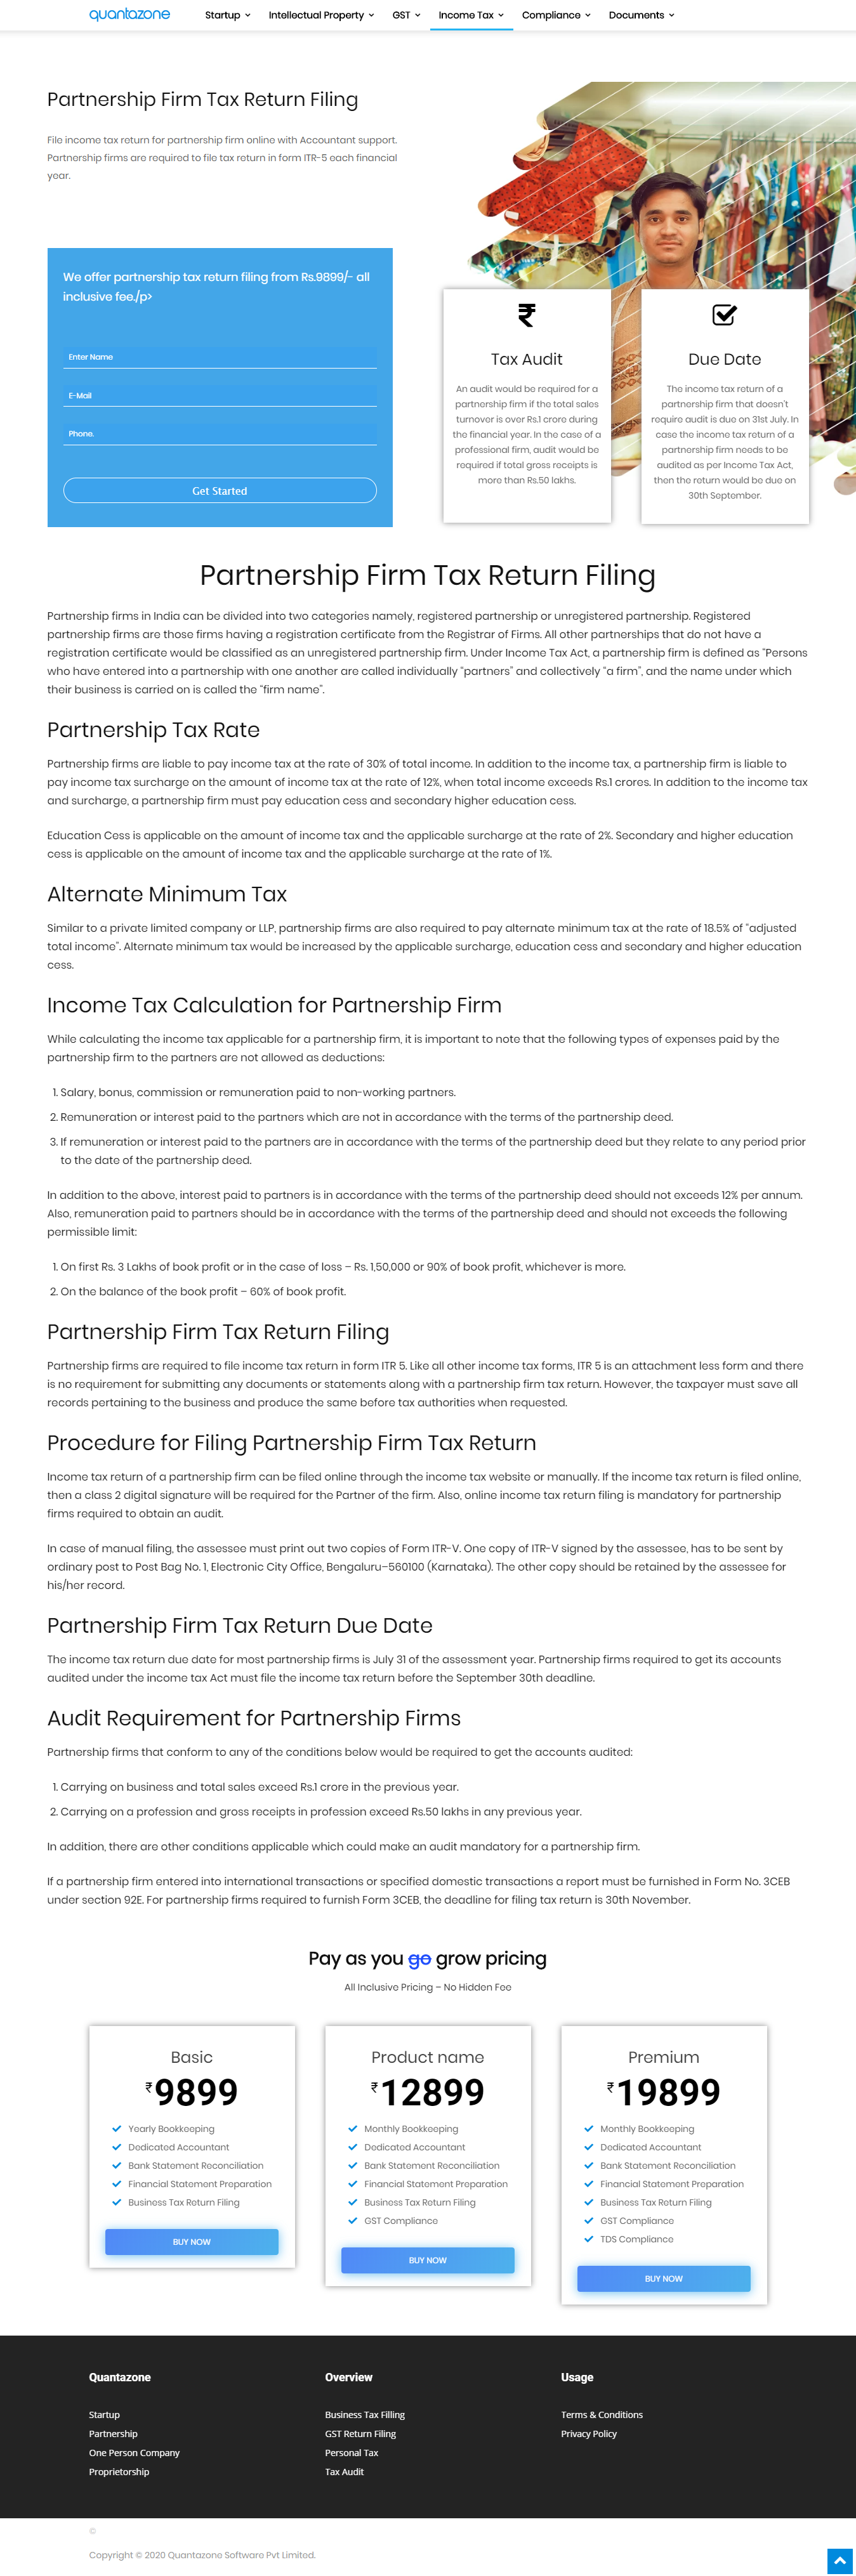 quantazone
Startup
Intellectual Property
GST
Income Tax
Compliance
Documents
Partnership Firm Tax Return Filing
File income tax return for partnership firm online with Accountant support.
Partnership firms are required to file tax return in form ITR-5 each financial
year.
We offer partnership tax return filing from Rs.9899/- all
inclusive fee./p>
Enter Name
E-Mail
Phone.
Get Started
Tax Audit
An audit would be required for a
partnership firm if the total sales
turnover is over Rs.1 crore during
the financial year. In the case of a
professional firm, audit would be
required if total gross receipts is
more than Rs.50 lakhs.
Due Date
The income tax return of a
partnership firm that doesn't
require audit is due on 31st July. In
case the income tax return of a
partnership firm needs to be
audited as per Income Tax Act,
then the return would be due on
30th September.
Partnership Firm Tax Return Filing
Partnership firms in India can be divided into two categories namely, registered partnership or unregistered partnership. Registered
partnership firms are those firms having a registration certificate from the Registrar of Firms. All other partnerships that do not have a
registration certificate would be classified as an unregistered partnership firm. Under Income Tax Act, a partnership firm is defined as "Persons
who have entered into a partnership with one another are called individually "partners" and collectively "a firm", and the name under which
their business is carried on is called the "firm name".
Partnership Tax Rate
Partnership firms are liable to pay income tax at the rate of 30% of total income. In addition to the income tax, a partnership firm is liable to
pay income tax surcharge on the amount of income tax at the rate of 12%, when total income exceeds Rs.1 crores. In addition to the income tax
and surcharge, a partnership firm must pay education cess and secondary higher education cess.
Education Cess is applicable on the amount of income tax and the applicable surcharge at the rate of 2%. Secondary and higher education
cess is applicable on the amount of income tax and the applicable surcharge at the rate of 1%.
Alternate Minimum Tax
Similar to a private limited company or LLP, partnership firms are also required to pay alternate minimum tax at the rate of 18.5% of "adjusted
total income". Alternate minimum tax would be increased by the applicable surcharge, education cess and secondary and higher education
cess.
Income Tax Calculation for Partnership Firm
While calculating the income tax applicable for a partnership firm, it is important to note that the following types of expenses paid by the
partnership firm to the partners are not allowed as deductions:
1. Salary, bonus, commission or remuneration paid to non-working partners.
2. Remuneration or interest paid to the partners which are not in accordance with the terms of the partnership deed.
3. If remuneration or interest paid to the partners are in accordance with the terms of the partnership deed but they relate to any period prior
to the date of the partnership deed.
In addition to the above, interest paid to partners is in accordance with the terms of the partnership deed should not exceeds 12% per annum.
Also, remuneration paid to partners should be in accordance with the terms of the partnership deed and should not exceeds the following
permissible limit:
1. On first Rs. 3 Lakhs of book profit or in the case of loss – Rs. 1,50,000 or 90% of book profit, whichever is more.
2. On the balance of the book profit – 60% of book profit.
Partnership Firm Tax Return Filing
Partnership firms are required to file income tax return in form ITR 5. Like all other income tax forms, ITR 5 is an attachment less form and there
is no requirement for submitting any documents or statements along with a partnership firm tax return. However, the taxpayer must save all
records pertaining to the business and produce the same before tax authorities when requested.
Procedure for Filing Partnership Firm Tax Return
Income tax return of a partnership firm can be filed online through the income tax website or manually. If the income tax return is filed online,
then a class 2 digital signature will be required for the Partner of the firm. Also, online income tax return filing is mandatory for partnership
firms required to obtain an audit.
In case of manual filing, the assessee must print out two copies of Form ITR-V. One copy of ITR-V signed by the assessee, has to be sent by
ordinary post to Post Bag No. 1, Electronic City Office, Bengaluru–560100 (Karnataka). The other copy should be retained by the assessee for
his/her record.
Partnership Firm Tax Return Due Date
The income tax return due date for most partnership firms is July 31 of the assessment year. Partnership firms required to get its accounts
audited under the income tax Act must file the income tax return before the September 30th deadline.
Audit Requirement for Partnership Firms
Partnership firms that conform to any of the conditions below would be required to get the accounts audited:
1. Carrying on business and total sales exceed Rs.1 crore in the previous year.
2. Carrying on a profession and gross receipts in profession exceed Rs.50 lakhs in any previous year.
In addition, there are other conditions applicable which could make an audit mandatory for a partnership firm.
If a partnership firm entered into international transactions or specified domestic transactions a report must be furnished in Form No. 3CEB
under section 92E. For partnership firms required to furnish Form 3CEB, the deadline for filing tax return is 30th November.
Pay as you go grow pricing
All Inclusive Pricing – No Hidden Fee
Basic
₹9899
Yearly Bookkeeping
Dedicated Accountant
Bank Statement Reconciliation
Financial Statement Preparation
Business Tax Return Filing
BUY NOW
Product name
₹12899
Monthly Bookkeeping
Dedicated Accountant
Bank Statement Reconciliation
Financial Statement Preparation
Business Tax Return Filing
GST Compliance
BUY NOW
Premium
₹19899
Monthly Bookkeeping
Dedicated Accountant
Bank Statement Reconciliation
Financial Statement Preparation
Business Tax Return Filing
GST Compliance
TDS Compliance
BUY NOW
Quantazone
Startup
Partnership
One Person Company
Proprietorship
Overview
Business Tax Filling
GST Return Filing
Personal Tax
Tax Audit
Usage
Terms & Conditions
Privacy Policy
©
Copyright © 2020 Quantazone Software Pvt Limited.